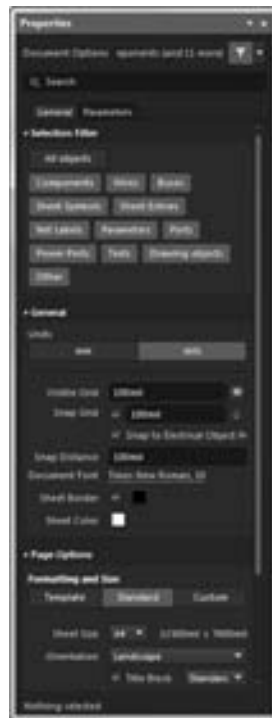 Properties
Document Options
Search
General Parameters
Selection Filter
All objects
Components Wires Buses
Sheet Symbols Sheet Entries
Net Labels Parameters Ports
Power Ports Texts Drawing objects
Other
General
Units
mm mils
Visible Grid 100mil
Snap Grid 100mil
Snap to Electrical Object
Snap Distance 100mil
Document Font Times New Roman, 10
Sheet Border
Sheet Color
Page Options
Formatting and Size
Template Standard Custom
Sheet Size A4
Orientation Landscape
Title Block Standard
Nothing selected